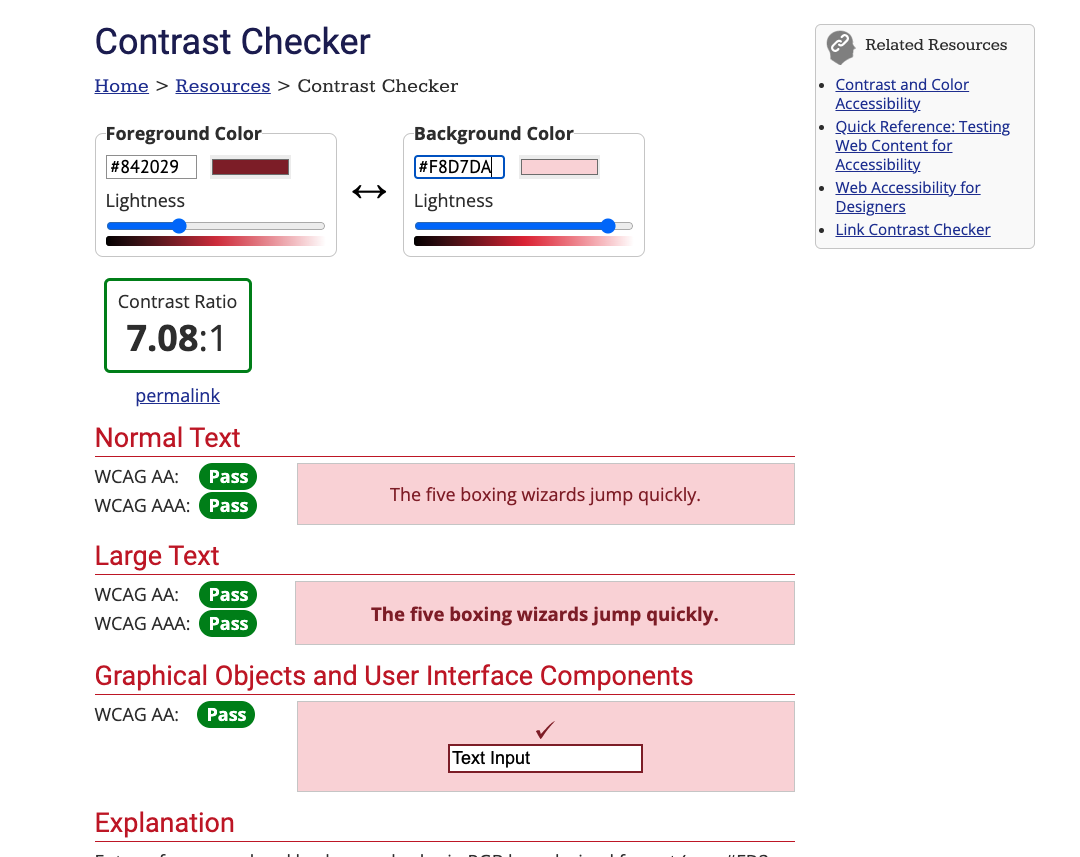 Contrast Checker
Home > Resources > Contrast Checker
Foreground Color
#842029
Lightness
Background Color
#F8D7DA
Lightness
Contrast Ratio
7.08:1
permalink
Normal Text
WCAG AA: Pass
WCAG AAA: Pass
The five boxing wizards jump quickly.
Large Text
WCAG AA: Pass
WCAG AAA: Pass
The five boxing wizards jump quickly.
Graphical Objects and User Interface Components
WCAG AA: Pass
✓
Text Input
Explanation
Related Resources
Contrast and Color
Accessibility
Quick Reference: Testing
Web Content for
Accessibility
Web Accessibility for
Designers
Link Contrast Checker